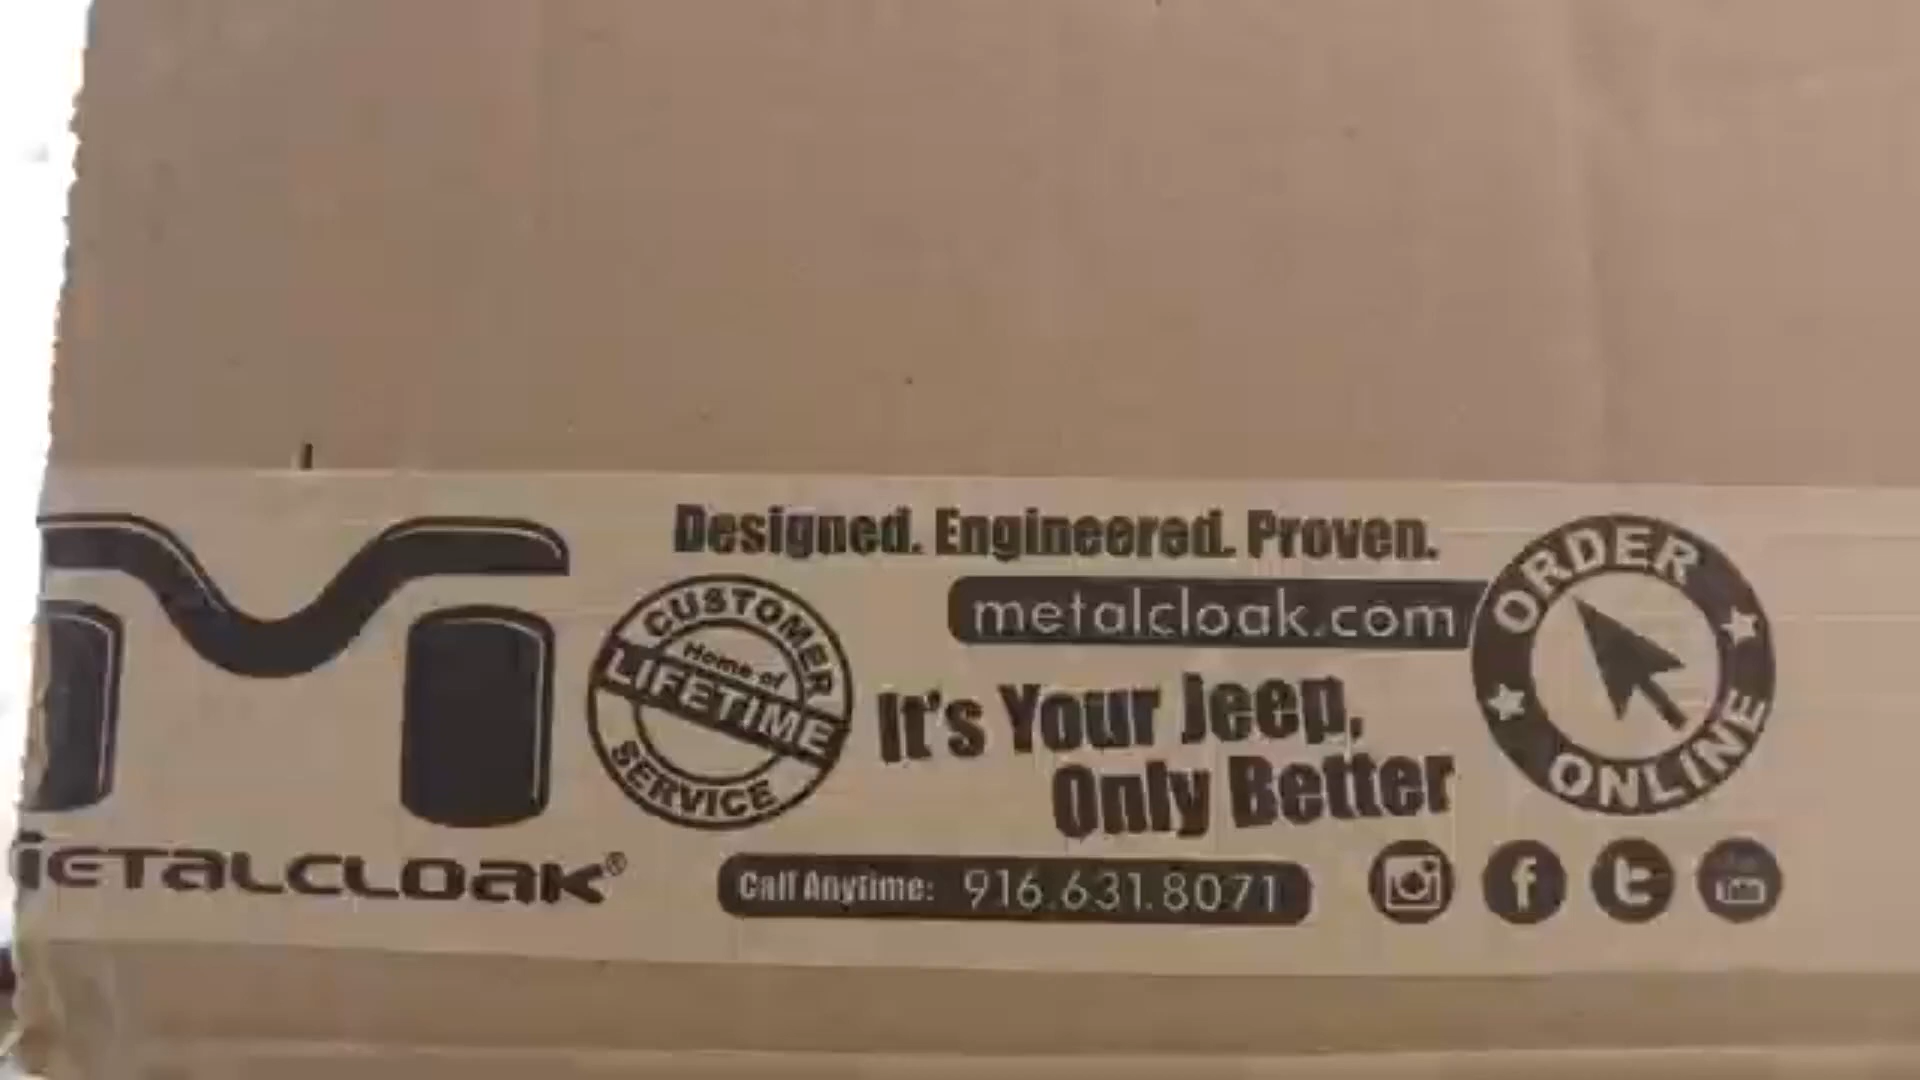 Designed. Engineered. Proven.
metalcloak.com
ORDER
ONLINE
CUSTOMER
Home of
LIFETIME
SERVICE
It's Your Jeep,
Only Better
METALCLOAK®
Call Anytime: 916.631.8071